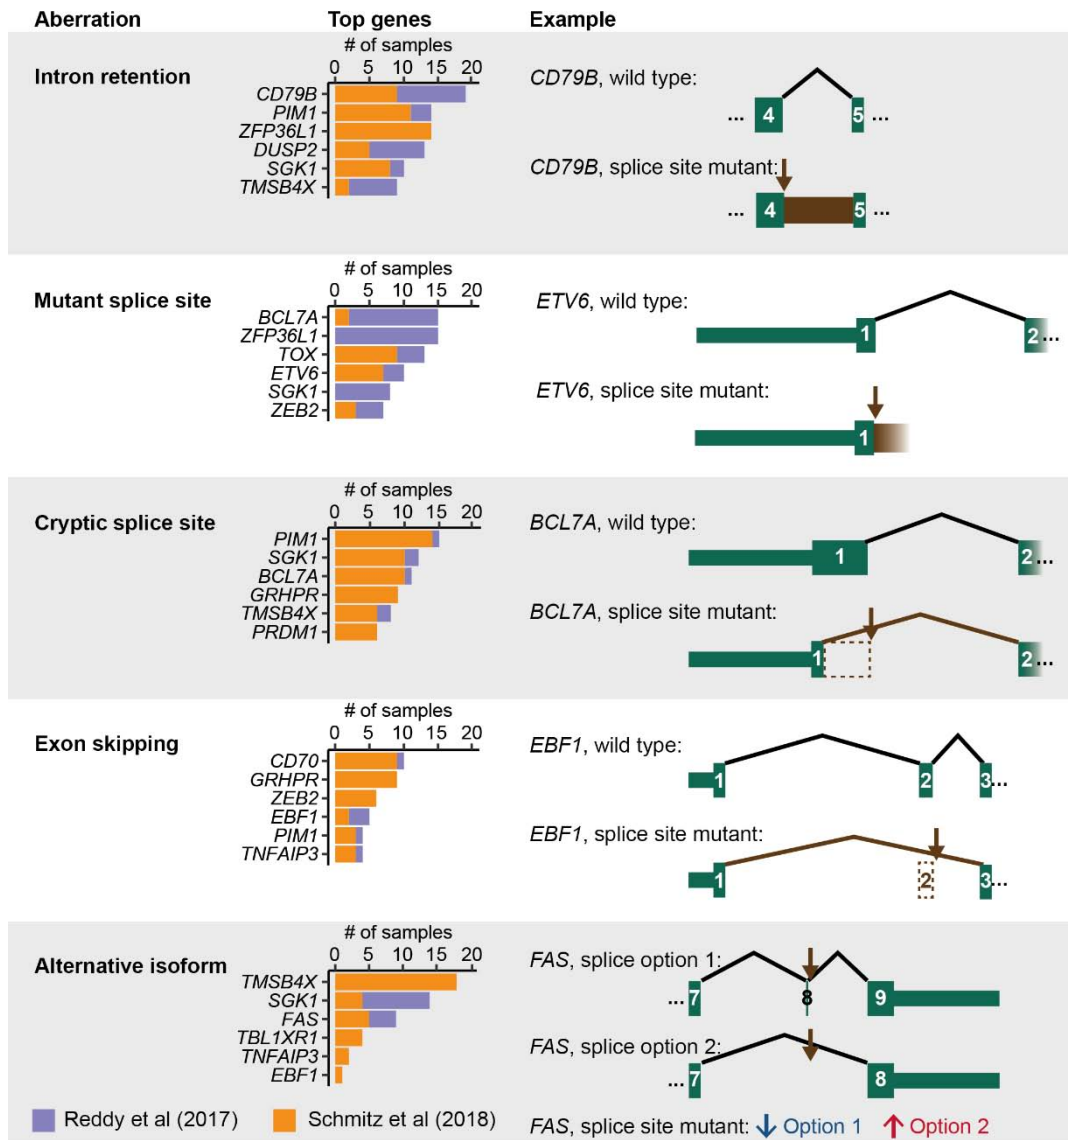 Aberration Top genes Example
Intron retention
# of samples
0 5 10 15 20
CD79B
PIM1
ZFP36L1
DUSP2
SGK1
TMSB4X
CD79B, wild type:
... 4 5 ...
CD79B, splice site mutant:
... 4 5 ...
Mutant splice site
# of samples
0 5 10 15 20
BCL7A
ZFP36L1
TOX
ETV6
SGK1
ZEB2
ETV6, wild type:
1 2 ...
ETV6, splice site mutant:
1
Cryptic splice site
# of samples
0 5 10 15 20
PIM1
SGK1
BCL7A
GRHPR
TMSB4X
PRDM1
BCL7A, wild type:
1 2 ...
BCL7A, splice site mutant:
1 2 ...
Exon skipping
# of samples
0 5 10 15 20
CD70
GRHPR
ZEB2
EBF1
PIM1
TNFAIP3
EBF1, wild type:
1 2 3...
EBF1, splice site mutant:
1 2 3...
Alternative isoform
# of samples
0 5 10 15 20
TMSB4X
SGK1
FAS
TBL1XR1
TNFAIP3
EBF1
FAS, splice option 1:
... 7 8 9
FAS, splice option 2:
... 7 8
FAS, splice site mutant: ↓ Option 1 ↑ Option 2
Reddy et al (2017) Schmitz et al (2018)